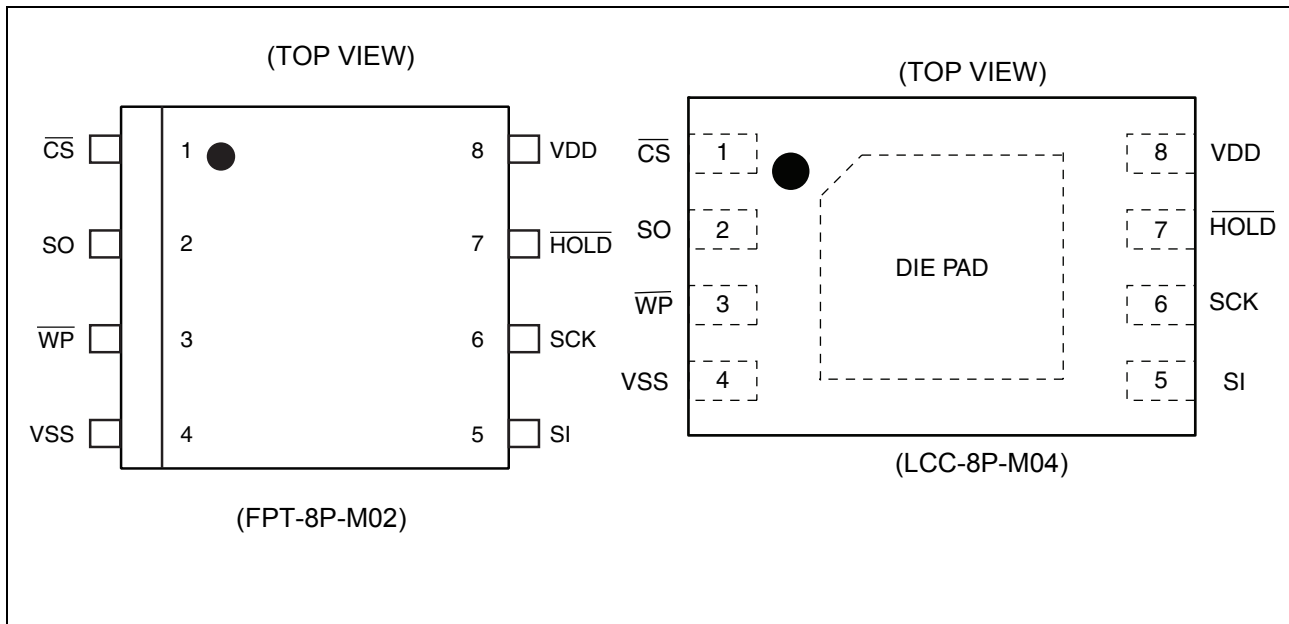 (TOP VIEW)
CS 1 8 VDD
SO 2 7 HOLD
WP 3 6 SCK
VSS 4 5 SI
(FPT-8P-M02)
(TOP VIEW)
CS 1 8 VDD
SO 2 7 HOLD
WP 3 6 SCK
VSS 4 5 SI
DIE PAD
(LCC-8P-M04)